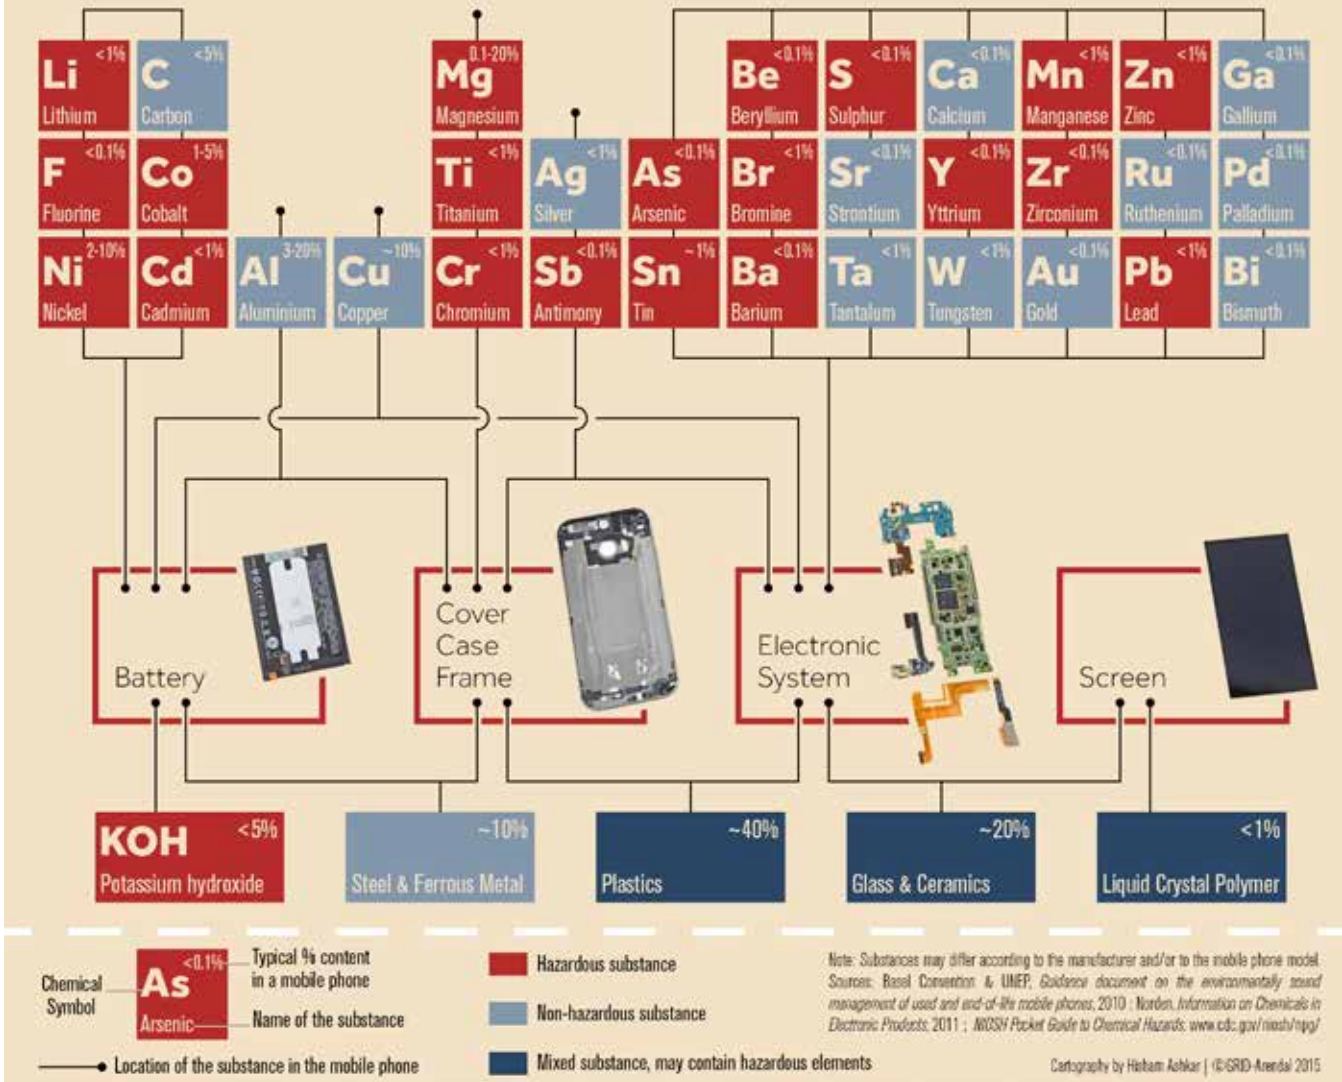 <1%
Li
Lithium
<5%
C
Carbon
0.1-20%
Mg
Magnesium
<0.1%
Be
Beryllium
<0.1%
S
Sulphur
<0.1%
Ca
Calcium
<1%
Mn
Manganese
<1%
Zn
Zinc
<0.1%
Ga
Gallium
<0.1%
F
Fluorine
1-5%
Co
Cobalt
<1%
Ti
Titanium
<1%
Ag
Silver
<0.1%
As
Arsenic
<1%
Br
Bromine
<0.1%
Sr
Strontium
<0.1%
Y
Yttrium
<0.1%
Zr
Zirconium
<0.1%
Ru
Ruthenium
<0.1%
Pd
Palladium
2-10%
Ni
Nickel
<1%
Cd
Cadmium
3-20%
Al
Aluminium
~10%
Cu
Copper
<1%
Cr
Chromium
<0.1%
Sb
Antimony
~1%
Sn
Tin
<0.1%
Ba
Barium
<1%
Ta
Tantalum
<1%
W
Tungsten
<0.1%
Au
Gold
<1%
Pb
Lead
<0.1%
Bi
Bismuth
Battery
Cover
Case
Frame
Electronic
System
Screen
KOH <5%
Potassium hydroxide
~10%
Steel & Ferrous Metal
~40%
Plastics
~20%
Glass & Ceramics
<1%
Liquid Crystal Polymer
Chemical
Symbol
<0.1%
As
Arsenic
Typical % content
in a mobile phone
Name of the substance
Location of the substance in the mobile phone
Hazardous substance
Non-hazardous substance
Mixed substance, may contain hazardous elements
Note: Substances may differ according to the manufacturer and/or to the mobile phone model.
Sources: Basel Convention & UNEP, Guidance document on the environmentally sound
management of used and end-of-life mobile phones, 2010 ; Norden, Information on Chemicals in
Electronic Products, 2011 ; NIOSH Pocket Guide to Chemical Hazards, www.cdc.gov/niosh/npg/
Cartography by Hisham Ashkar | ©GRID-Arendal 2015